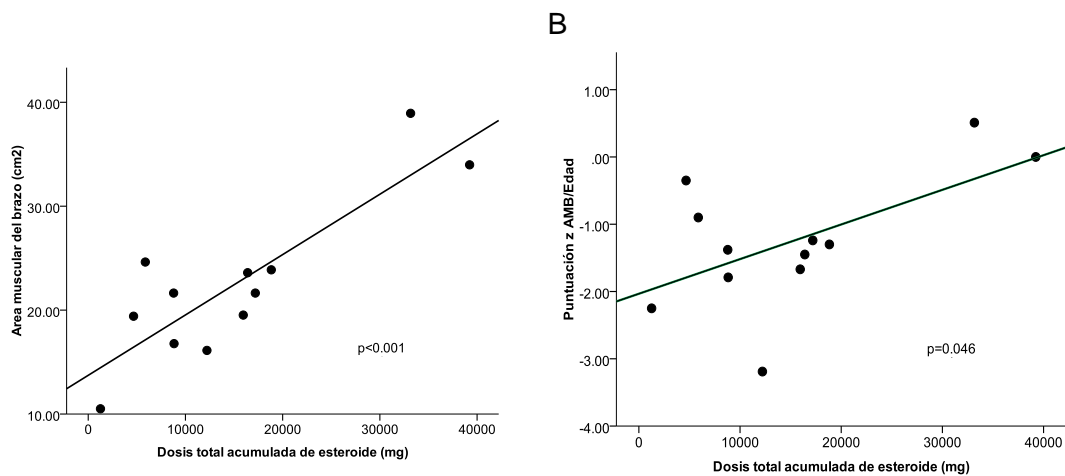 B
40.00
30.00
20.00
10.00
Area muscular del brazo (cm2)
p<0.001
0
10000
20000
30000
40000
Dosis total acumulada de esteroide (mg)
1.00
.00
-1.00
-2.00
-3.00
-4.00
Puntuación z AMB/Edad
p=0.046
0
10000
20000
30000
40000
Dosis total acumulada de esteroide (mg)